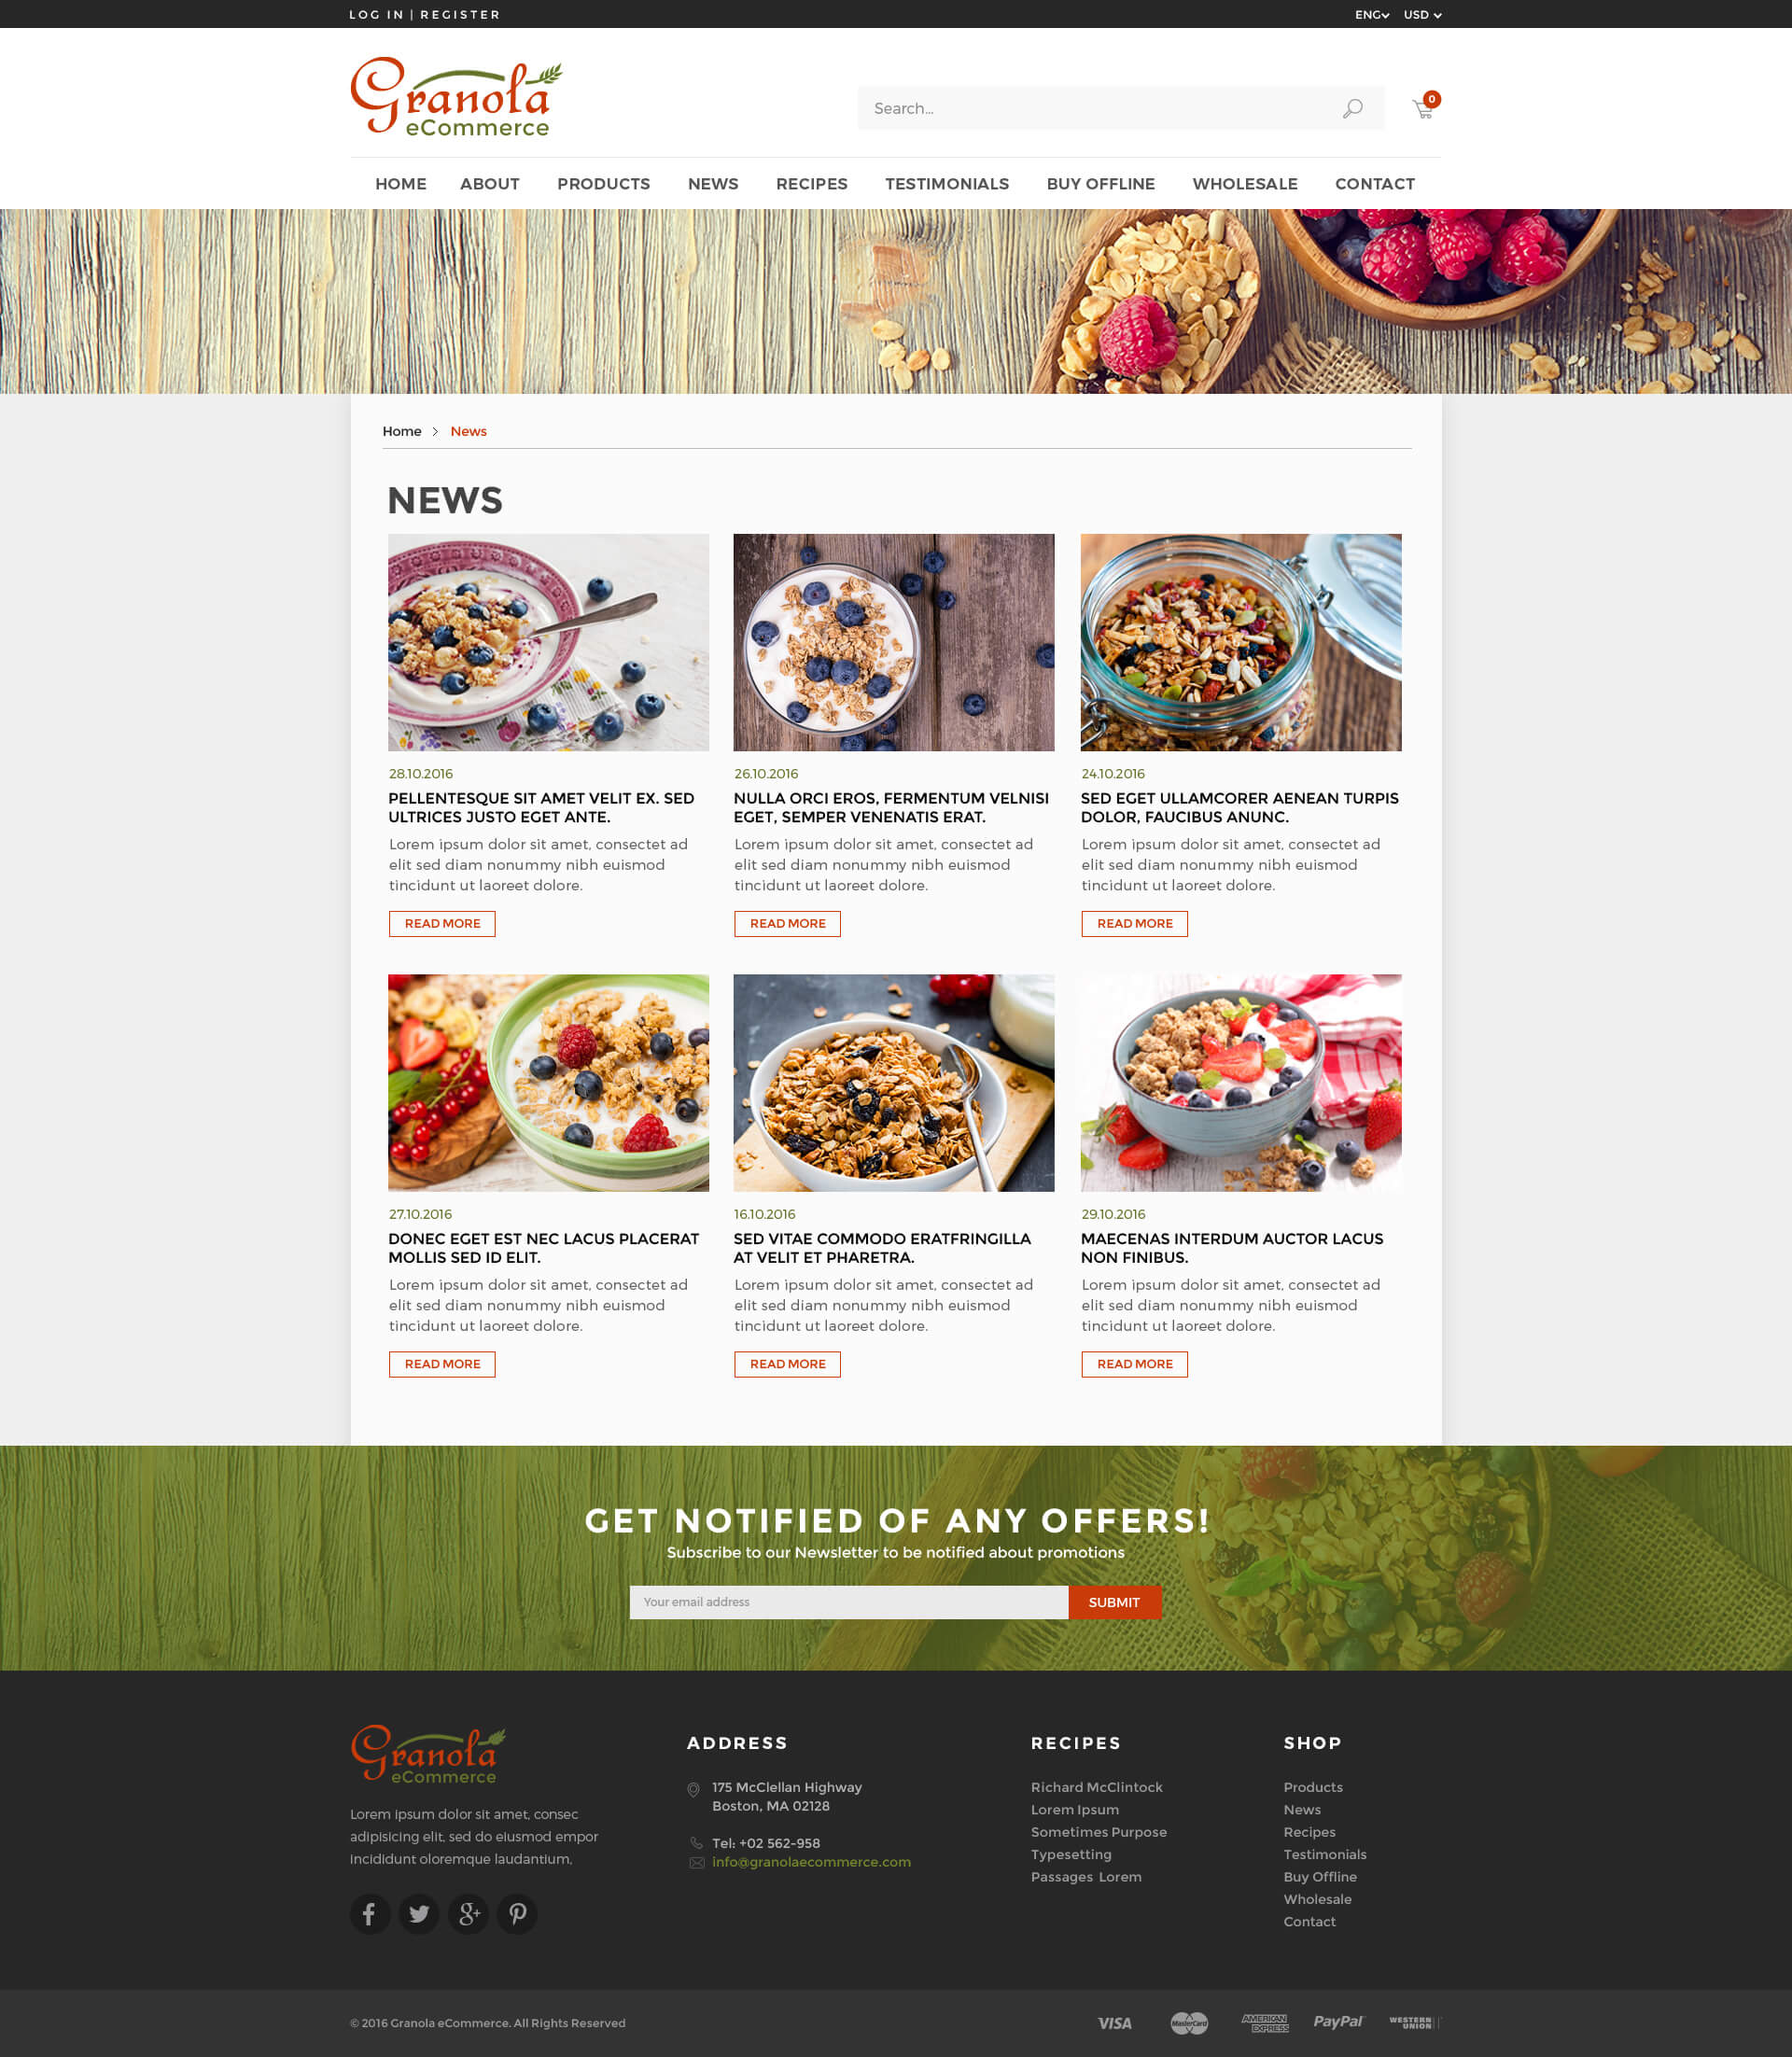 LOG IN | REGISTER
ENG USD
Granola
eCommerce
Search...
0
HOME ABOUT PRODUCTS NEWS RECIPES TESTIMONIALS BUY OFFLINE WHOLESALE CONTACT
Home > News
NEWS
28.10.2016
PELLENTESQUE SIT AMET VELIT EX. SED
ULTRICES JUSTO EGET ANTE.
Lorem ipsum dolor sit amet, consectet ad
elit sed diam nonummy nibh euismod
tincidunt ut laoreet dolore.
READ MORE
26.10.2016
NULLA ORCI EROS, FERMENTUM VELNISI
EGET, SEMPER VENENATIS ERAT.
Lorem ipsum dolor sit amet, consectet ad
elit sed diam nonummy nibh euismod
tincidunt ut laoreet dolore.
READ MORE
24.10.2016
SED EGET ULLAMCORER AENEAN TURPIS
DOLOR, FAUCIBUS ANUNC.
Lorem ipsum dolor sit amet, consectet ad
elit sed diam nonummy nibh euismod
tincidunt ut laoreet dolore.
READ MORE
27.10.2016
DONEC EGET EST NEC LACUS PLACERAT
MOLLIS SED ID ELIT.
Lorem ipsum dolor sit amet, consectet ad
elit sed diam nonummy nibh euismod
tincidunt ut laoreet dolore.
READ MORE
16.10.2016
SED VITAE COMMODO ERATFRINGILLA
AT VELIT ET PHARETRA.
Lorem ipsum dolor sit amet, consectet ad
elit sed diam nonummy nibh euismod
tincidunt ut laoreet dolore.
READ MORE
29.10.2016
MAECENAS INTERDUM AUCTOR LACUS
NON FINIBUS.
Lorem ipsum dolor sit amet, consectet ad
elit sed diam nonummy nibh euismod
tincidunt ut laoreet dolore.
READ MORE
GET NOTIFIED OF ANY OFFERS!
Subscribe to our Newsletter to be notified about promotions
Your email address
SUBMIT
Granola
eCommerce
Lorem ipsum dolor sit amet, consec
adipisicing elit, sed do eiusmod empor
incididunt oloremque laudantium,
ADDRESS
175 McClellan Highway
Boston, MA 02128
Tel: +02 562-958
info@granolaecommerce.com
RECIPES
Richard McClintock
Lorem Ipsum
Sometimes Purpose
Typesetting
Passages Lorem
SHOP
Products
News
Recipes
Testimonials
Buy Offline
Wholesale
Contact
© 2016 Granola eCommerce. All Rights Reserved
VISA
MasterCard
AMERICAN
EXPRESS
PayPal
WESTERN
UNION